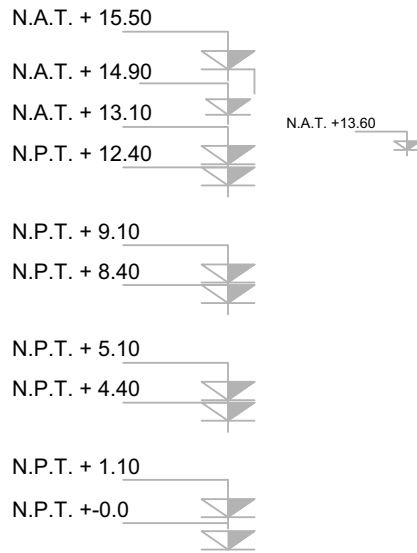 N.A.T. + 15.50
N.A.T. + 14.90
N.A.T. + 13.10
N.A.T. +13.60
N.P.T. + 12.40
N.P.T. + 9.10
N.P.T. + 8.40
N.P.T. + 5.10
N.P.T. + 4.40
N.P.T. + 1.10
N.P.T. +-0.0